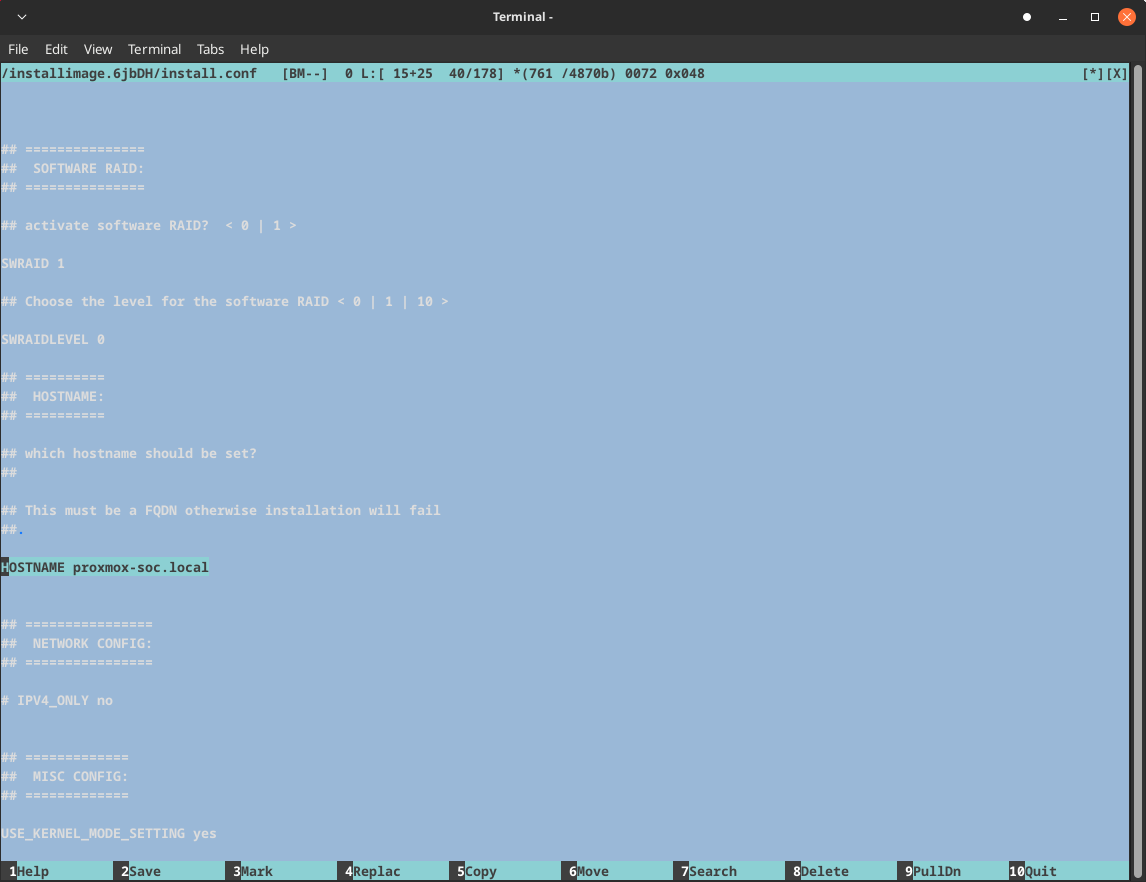 Terminal -
File Edit View Terminal Tabs Help
/installimage.6jbDH/install.conf [BM--] 0 L:[ 15+25 40/178] *(761 /4870b) 0072 0x048 [*][X]
## ===============
## SOFTWARE RAID:
## ===============
## activate software RAID? < 0 | 1 >
SWRAID 1
## Choose the level for the software RAID < 0 | 1 | 10 >
SWRAIDLEVEL 0
## ==========
## HOSTNAME:
## ==========
## which hostname should be set?
##
## This must be a FQDN otherwise installation will fail
##.
HOSTNAME proxmox-soc.local
## ================
## NETWORK CONFIG:
## ================
# IPV4_ONLY no
## =============
## MISC CONFIG:
## =============
USE_KERNEL_MODE_SETTING yes
1Help 2Save 3Mark 4Replac 5Copy 6Move 7Search 8Delete 9PullDn 10Quit